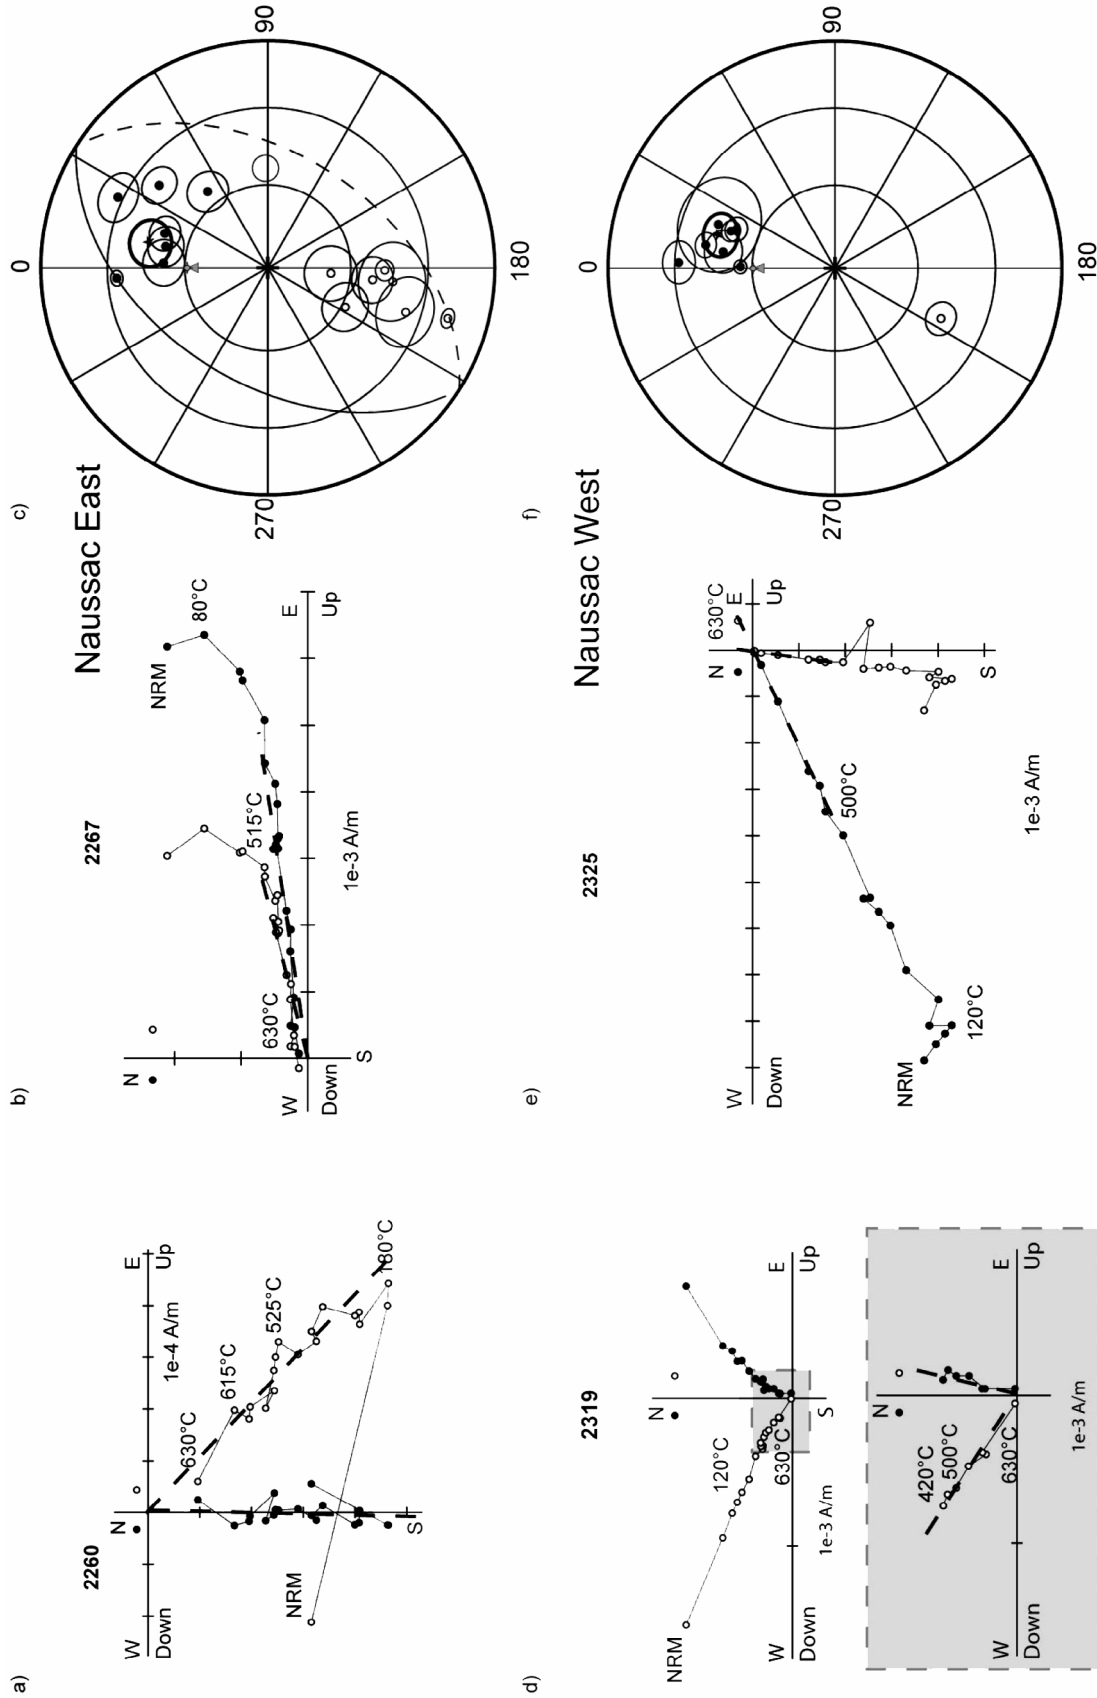 a)
2260
W
N
E
Down
Up
1e-4 A/m
630°C
615°C
525°C
180°C
NRM
S
b)
2267
N
NRM
80°C
515°C
630°C
W
E
Down
Up
1e-3 A/m
S
c)
Naussac East
0
90
180
270
d)
2319
N
NRM
120°C
630°C
W
E
Down
Up
S
1e-3 A/m
N
420°C
500°C
630°C
W
E
Down
Up
1e-3 A/m
e)
2325
N
630°C
W
E
Down
Up
500°C
120°C
NRM
S
1e-3 A/m
f)
Naussac West
0
90
180
270